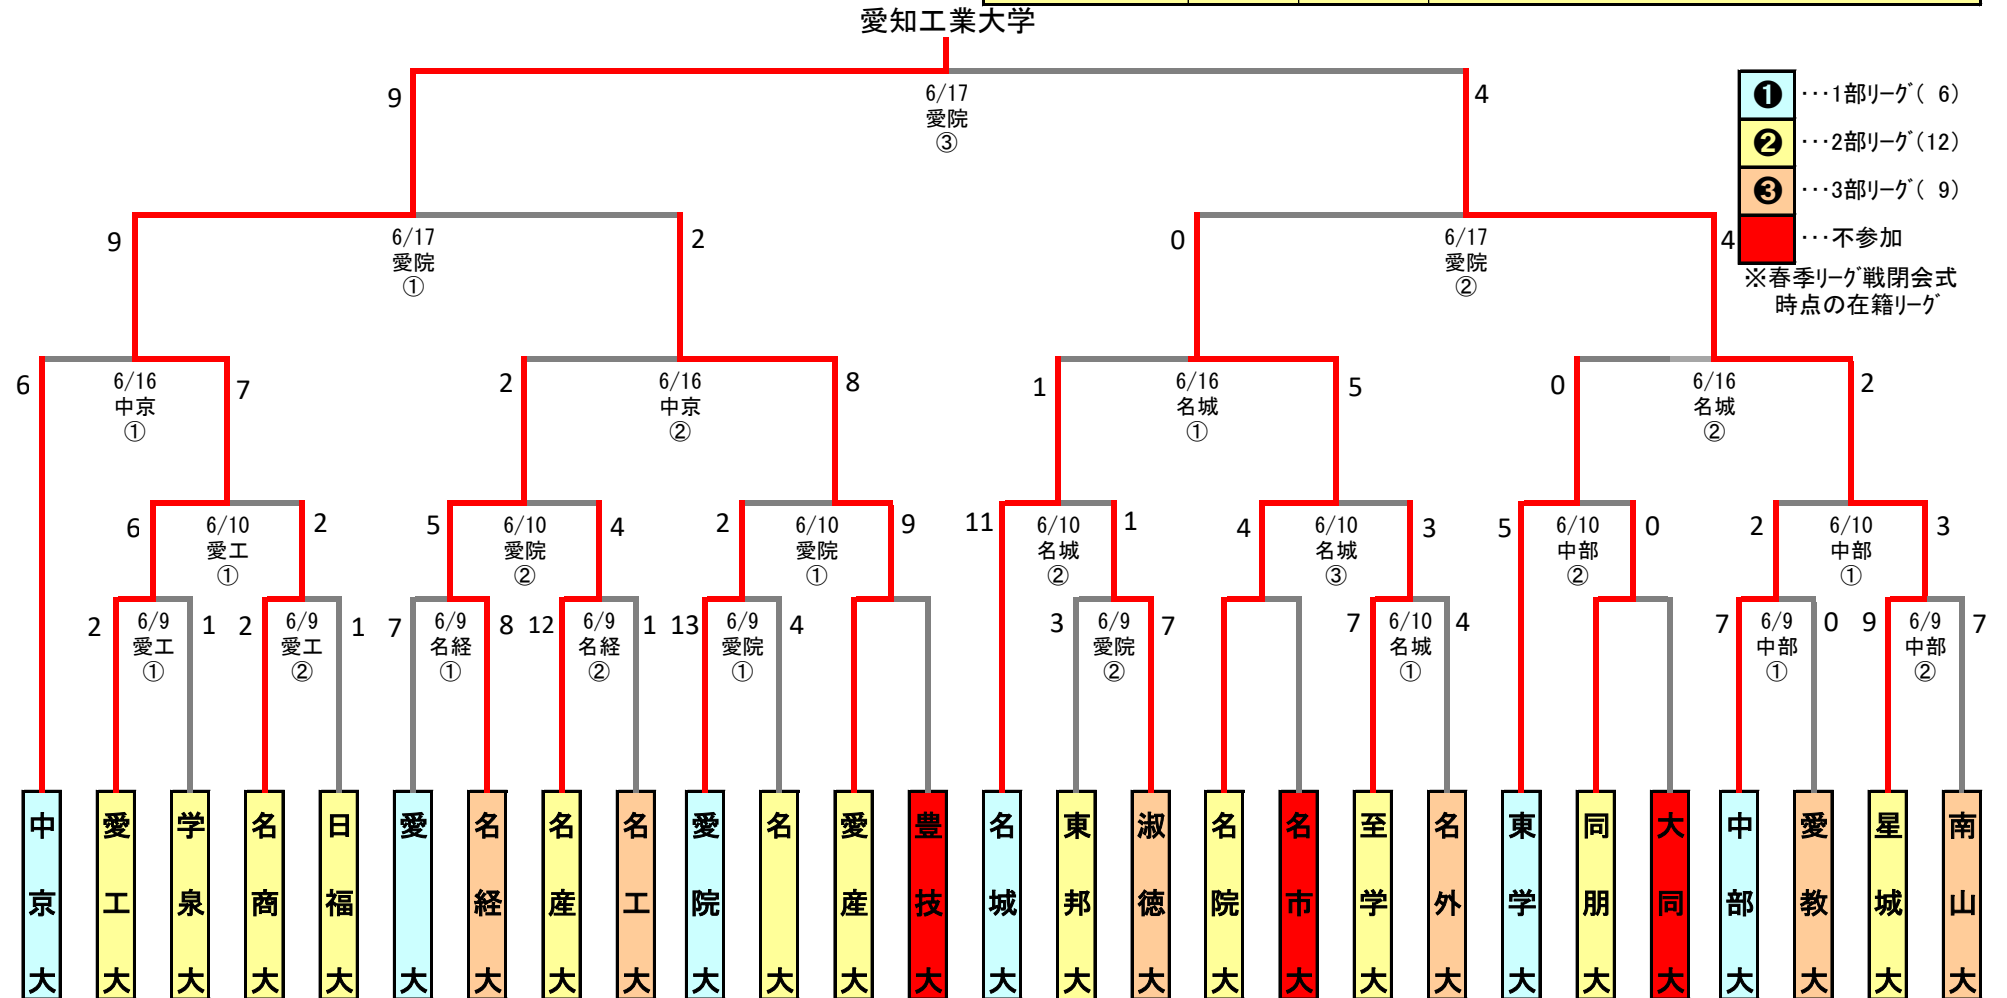 愛知工業大学
9
6/17
愛院
③
4
❶ ・・・1部リーグ( 6)
❷ ・・・2部リーグ(12)
❸ ・・・3部リーグ( 9)
・・・不参加
※春季リーグ戦閉会式
時点の在籍リーグ
9
6/17
愛院
①
2
0
6/17
愛院
②
4
6
6/16
中京
①
7
2
6/16
中京
②
8
1
6/16
名城
①
5
0
6/16
名城
②
2
6
6/10
愛工
①
2
5
6/10
愛院
②
4
2
6/10
愛院
①
9
11
6/10
名城
②
1
4
6/10
名城
③
3
5
6/10
中部
②
0
2
6/10
中部
①
3
2
6/9
愛工
①
1
2
6/9
愛工
②
1
7
6/9
名経
①
8
12
6/9
名経
②
1
13
6/9
愛院
①
4
3
6/9
愛院
②
7
7
6/10
名城
①
4
7
6/9
中部
①
0
9
6/9
中部
②
7
中京大
愛工大
学泉大
名商大
日福大
愛大
名経大
名産大
名工大
愛院大
名大
愛産大
豊技大
名城大
東邦大
淑徳大
名院大
名市大
至学大
名外大
東学大
同朋大
大同大
中部大
愛教大
星城大
南山大